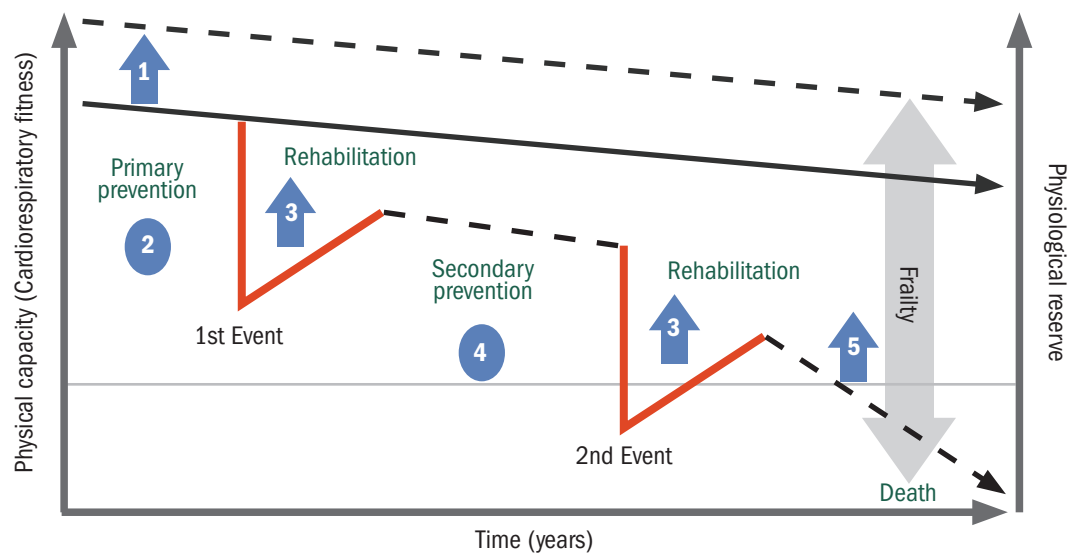 Physical capacity (Cardiorespiratory fitness)
1
Primary
prevention
2
Rehabilitation
3
1st Event
Secondary
prevention
4
Rehabilitation
3
2nd Event
5
Frailty
Death
Physiological reserve
Time (years)